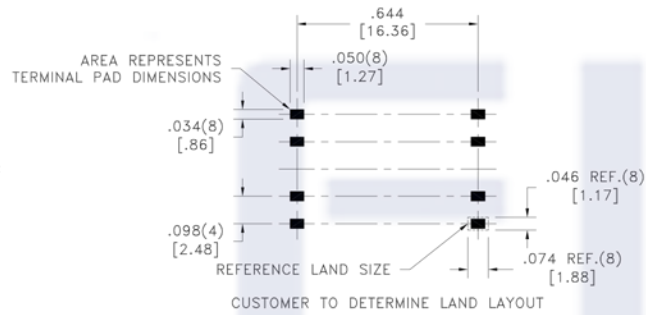 .644
[16.36]
AREA REPRESENTS
TERMINAL PAD DIMENSIONS
.050(8)
[1.27]
.034(8)
[.86]
.046 REF.(8)
[1.17]
.098(4)
[2.48]
REFERENCE LAND SIZE
.074 REF.(8)
[1.88]
CUSTOMER TO DETERMINE LAND LAYOUT